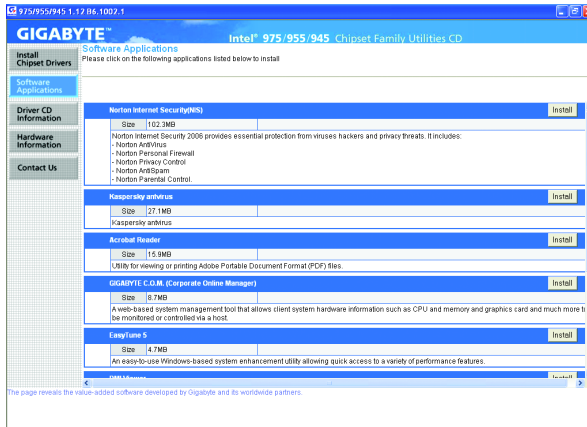 975/955/945 1.12 B6.1002.1
GIGABYTE™
Intel® 975/955/945 Chipset Family Utilities CD
Install
Chipset Drivers
Software
Applications
Driver CD
Information
Hardware
Information
Contact Us
Software Applications
Please click on the following applications listed below to install
Norton Internet Security(NIS) Install
Size 102.3MB
Norton Internet Security 2006 provides essential protection from viruses hackers and privacy threats. It includes:
- Norton AntiVirus
- Norton Personal Firewall
- Norton Privacy Control
- Norton AntiSpam
- Norton Parental Control.
Kaspersky antvirus Install
Size 27.1MB
Kaspersky antvirus
Acrobat Reader Install
Size 15.9MB
Utility for viewing or printing Adobe Portable Document Format (PDF) files.
GIGABYTE C.O.M. (Corporate Online Manager) Install
Size 8.7MB
A web-based system management tool that allows client system hardware information such as CPU and memory and graphics card and much more
be monitored or controlled via a host.
EasyTune 5 Install
Size 4.7MB
An easy-to-use Windows-based system enhancement utility allowing quick access to a variety of performance features.
DMI Viewer Install
The page reveals the value-added software developed by Gigabyte and its worldwide partners.